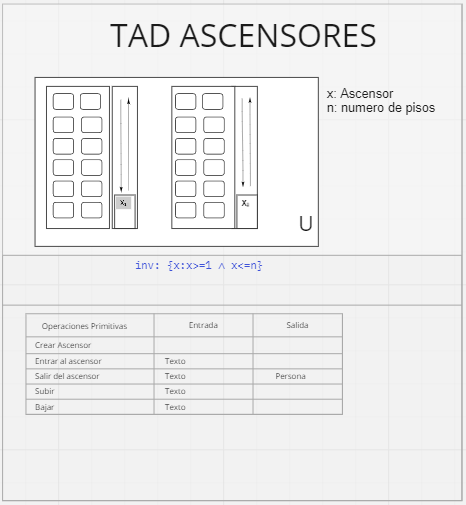 TAD ASCENSORES
x: Ascensor
n: numero de pisos
X₁
U
inv: {x:x>=1 ∧ x<=n}
Operaciones Primitivas Entrada Salida
Crear Ascensor
Entrar al ascensor Texto
Salir del ascensor Texto Persona
Subir Texto
Bajar Texto